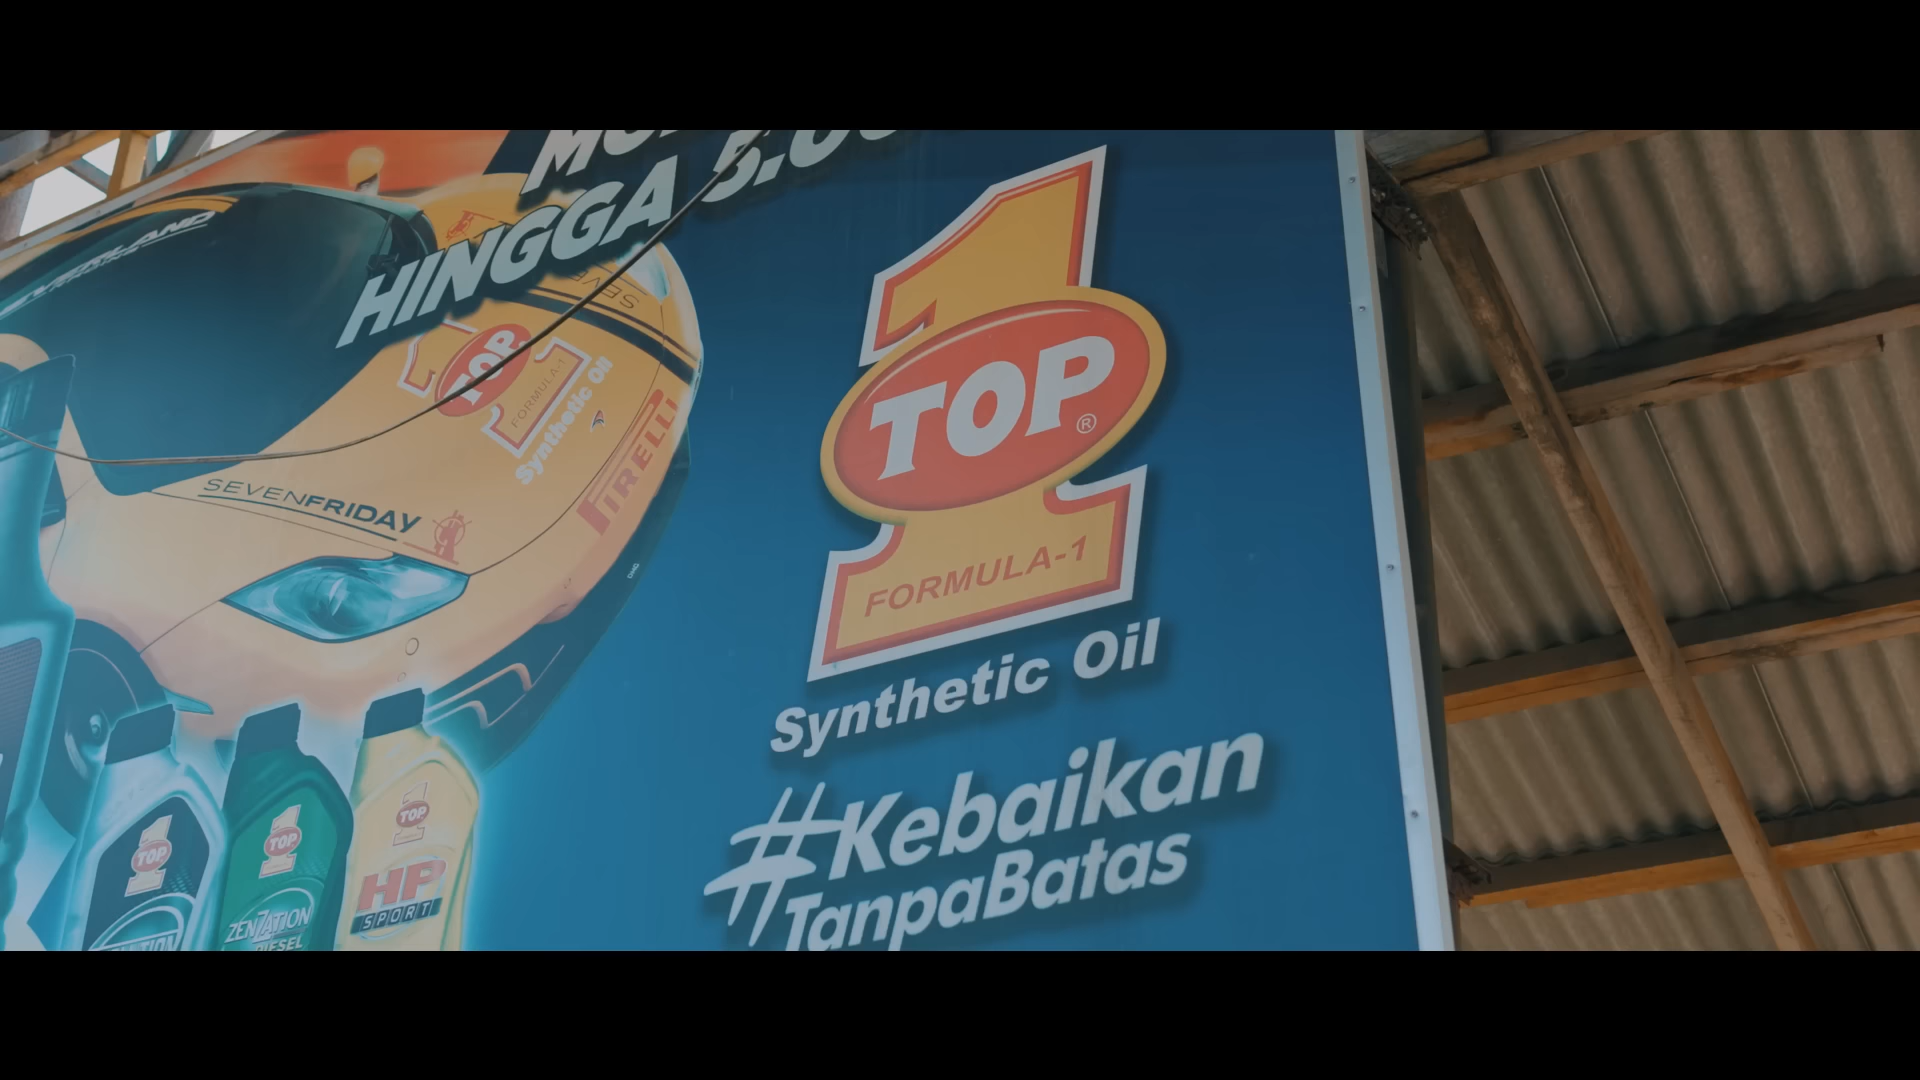 HINGGA
SEVENFRIDAY
TOP
FORMULA-1
Synthetic Oil
PIRELLI
TOP®
FORMULA-1
Synthetic Oil
#Kebaikan
TanpaBatas
TOP
TOP
ZENZATION
DIESEL
TOP
HP
SPORT